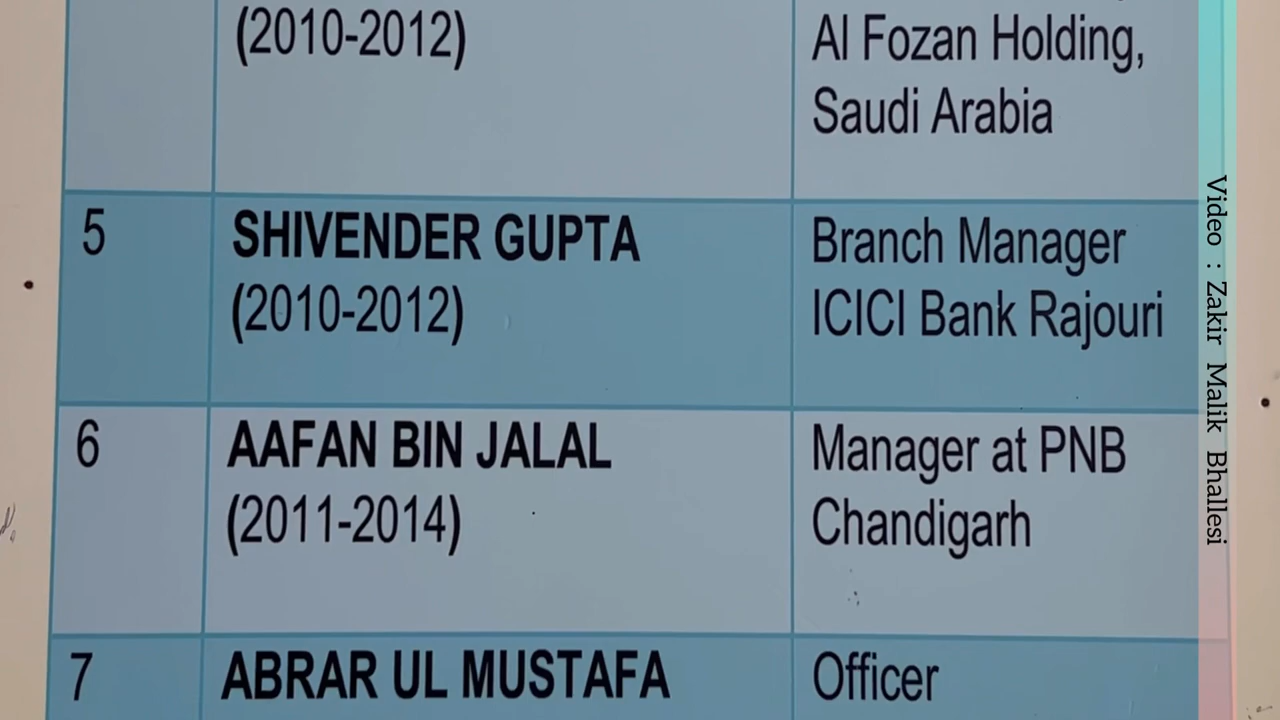 (2010-2012)
Al Fozan Holding,
Saudi Arabia
5
SHIVENDER GUPTA
(2010-2012)
Branch Manager
ICICI Bank Rajouri
6
AAFAN BIN JALAL
(2011-2014)
Manager at PNB
Chandigarh
7
ABRAR UL MUSTAFA
Officer
Video : Zakir Malik Bhallesi